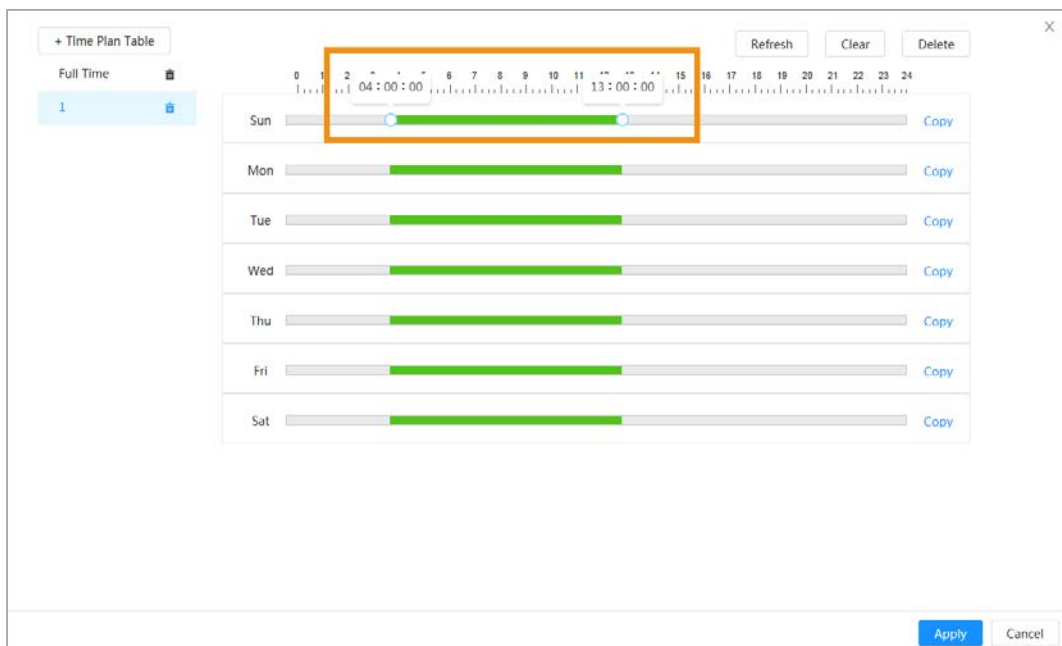 + Time Plan Table
Refresh Clear Delete X
Full Time
0 1 2 6 7 8 9 10 11 15 16 17 18 19 20 21 22 23 24
04:00:00 13:00:00
1
Sun Copy
Mon Copy
Tue Copy
Wed Copy
Thu Copy
Fri Copy
Sat Copy
Apply Cancel